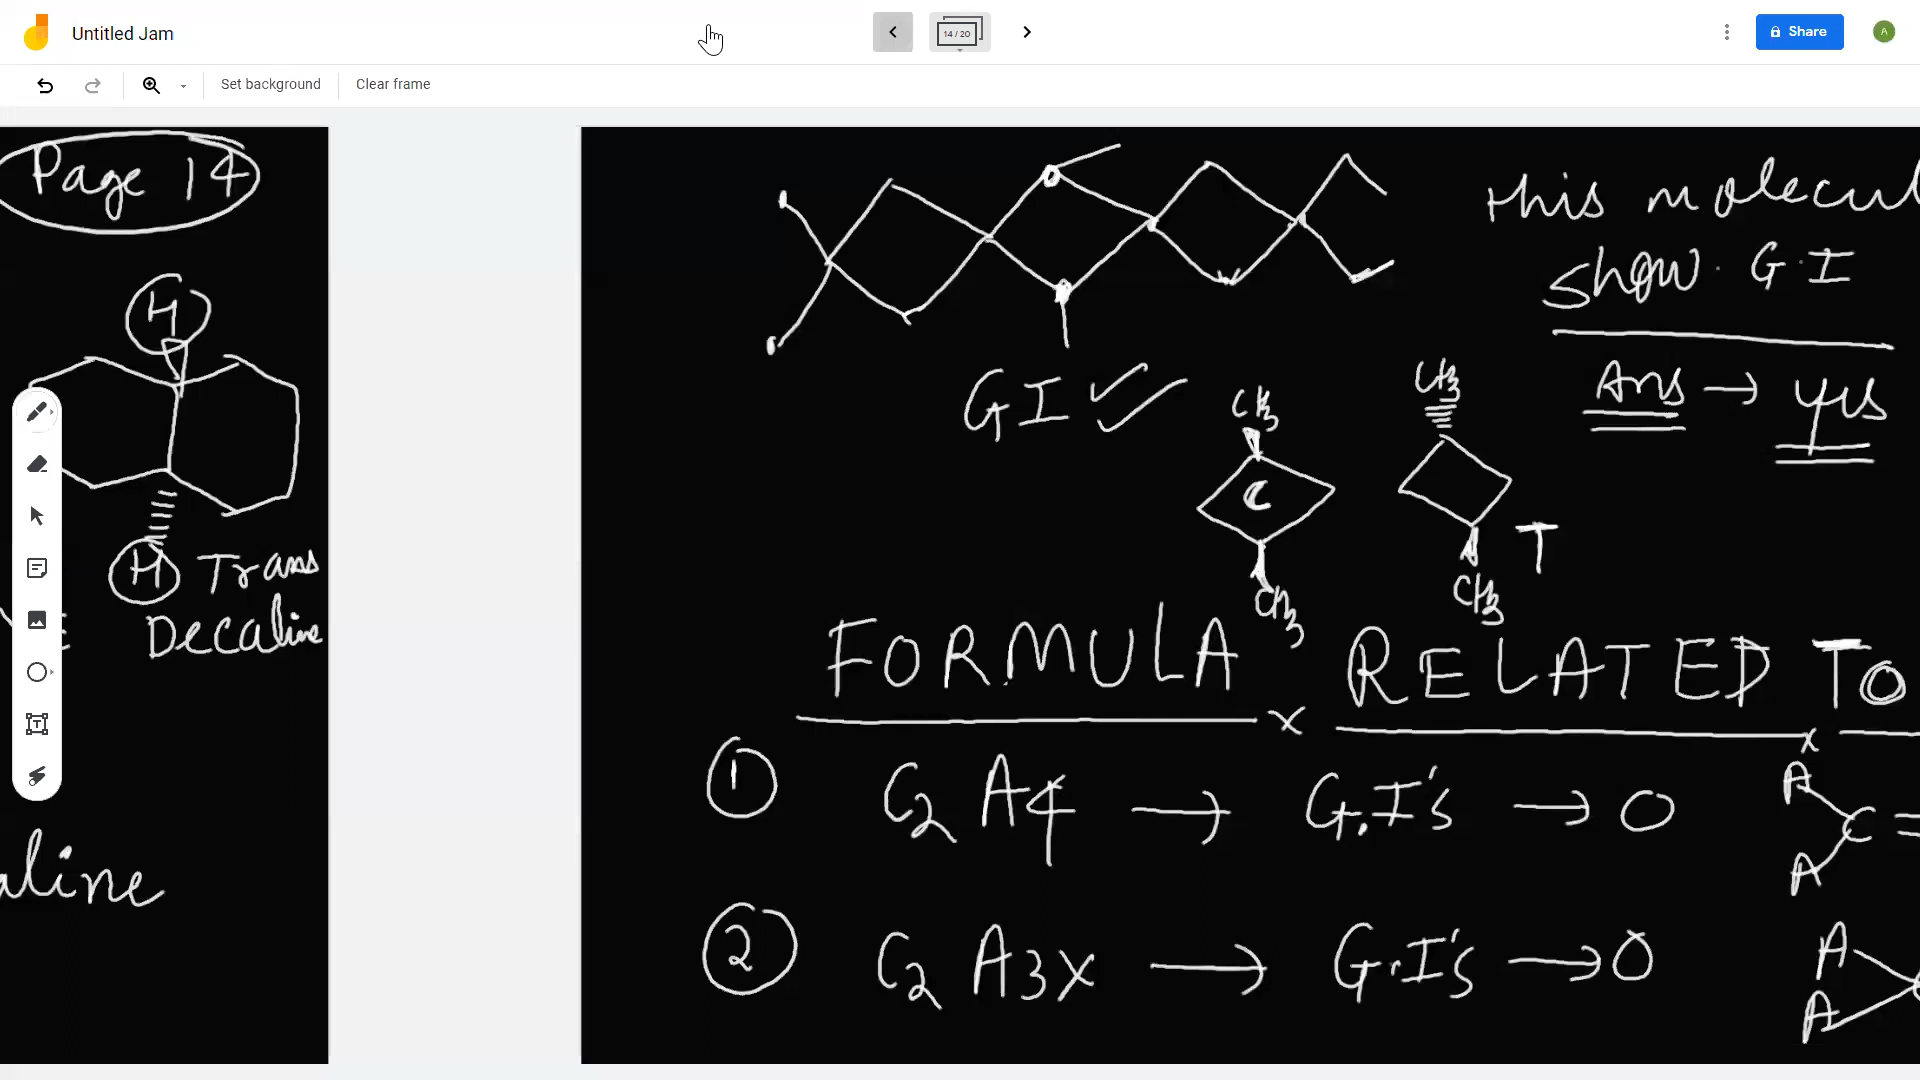 Untitled Jam
14 / 20
Share
A
Set background
Clear frame
Page 14
H
H Trans
Decaline
aline
this molecul
show G.I
GI
Ans → yes
CH3
CH3
C
T
CH3
CH3
FORMULA x RELATED x TO
① C2 A4 → G.I's → 0
A
C =
A
② C2 A3X → G.I's → 0
A
A